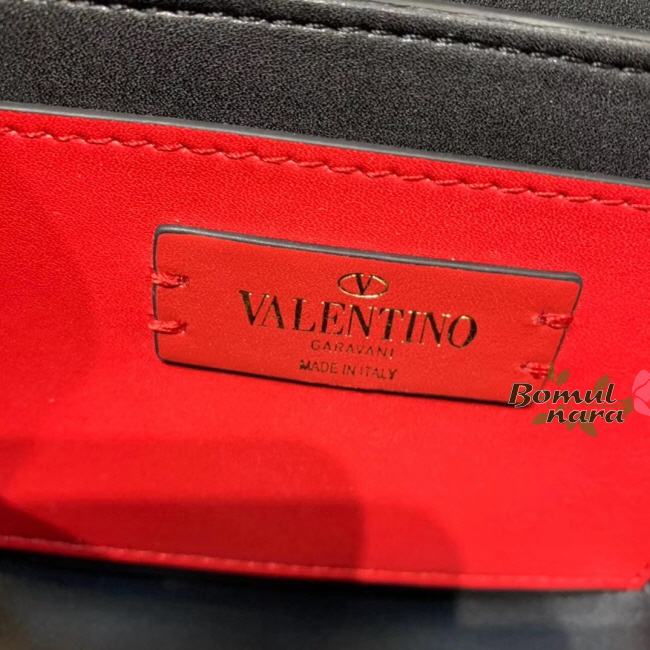 V
VALENTINO
GARAVANI
MADE IN ITALY
Bomul
nara